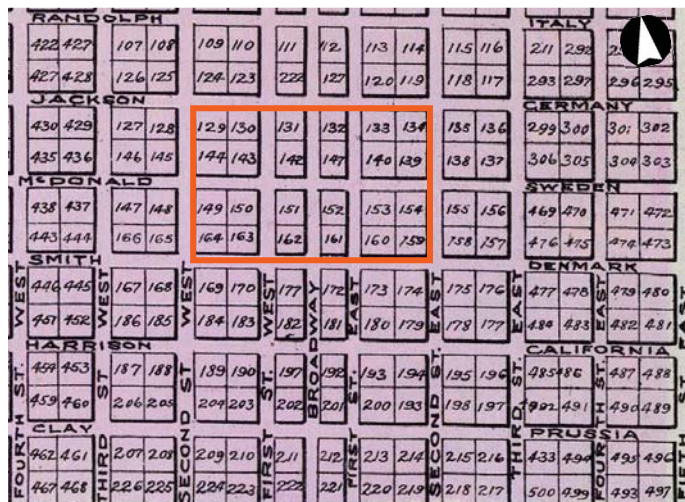 RANDOLPH ITALY
422 427 107 108 109 110 111 112 113 114 115 116 211 292
427 428 126 125 124 123 222 127 120 119 118 117 293 297 296 295
JACKSON GERMANY
430 429 127 128 129 130 131 132 133 134 135 136 299 300 301 302
435 436 146 145 144 143 142 147 140 139 138 137 306 305 304 303
McDONALD SWEDEN
438 437 147 148 149 150 151 152 153 154 155 156 469 470 471 472
443 444 166 165 164 163 162 161 160 159 158 157 476 475 474 473
SMITH DENMARK
446 445 167 168 169 170 177 172 173 174 175 176 477 478 479 480
451 452 186 185 184 183 182 181 180 179 178 177 484 483 482 481
HARRISON CALIFORNIA
454 453 187 188 189 190 197 192 193 194 195 196 485 486 487 488
459 460 206 205 204 203 202 201 200 193 198 197 491 490 489
CLAY PRUSSIA
462 461 207 208 209 210 211 212 213 214 215 216 433 494 495 496
467 468 226 225 224 223 222 221 220 219 218 217 500 499 493 497
WEST FOURTH ST.
WEST THIRD ST
WEST SECOND ST
WEST FIRST ST.
BROADWAY
EAST FIRST ST.
EAST SECOND ST.
EAST THIRD ST.
EAST FOURTH ST.
EAST FIFTH